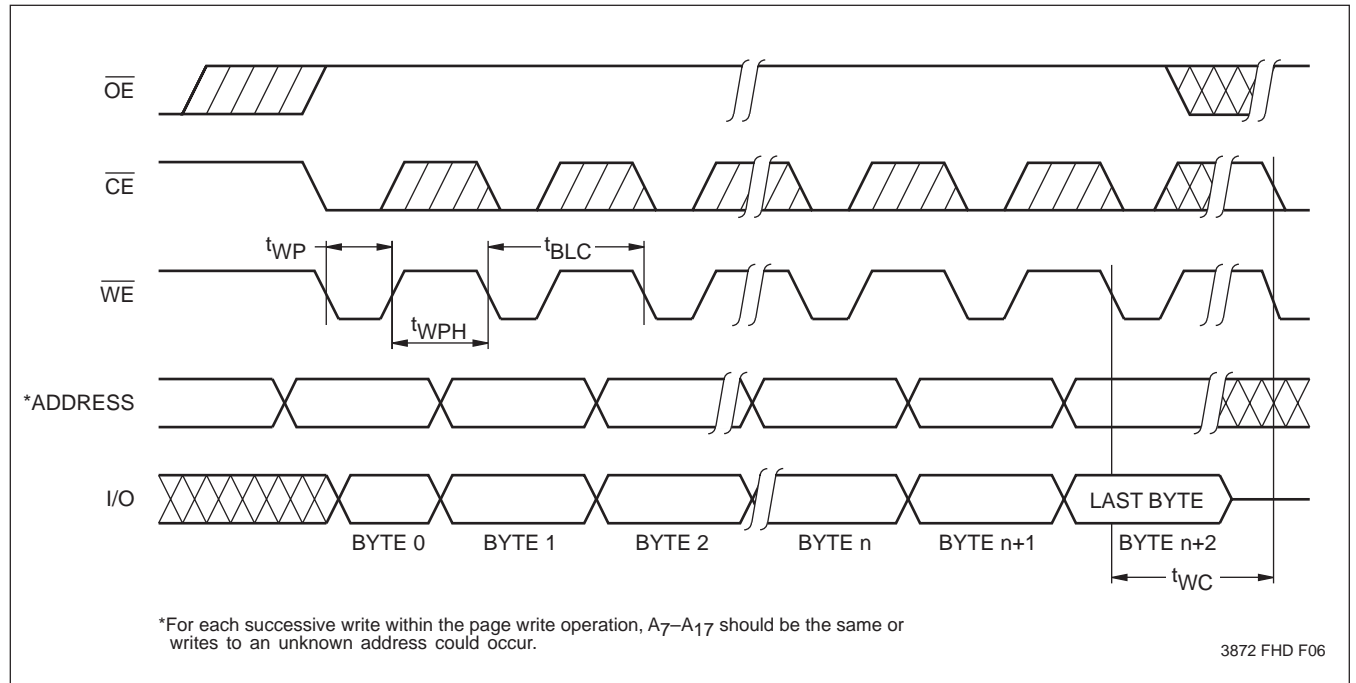 OE
CE
tWP
tBLC
WE
tWPH
*ADDRESS
I/O
LAST BYTE
BYTE 0 BYTE 1 BYTE 2 BYTE n BYTE n+1 BYTE n+2
tWC
*For each successive write within the page write operation, A7–A17 should be the same or
writes to an unknown address could occur.
3872 FHD F06